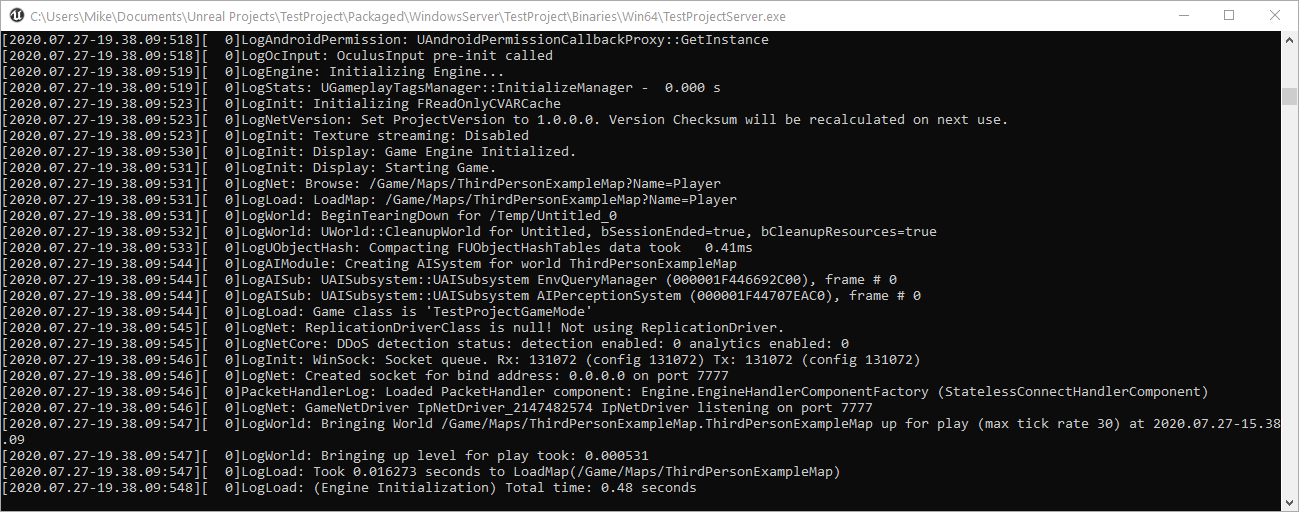 C:\Users\Mike\Documents\Unreal Projects\TestProject\Packaged\WindowsServer\TestProject\Binaries\Win64\TestProjectServer.exe
[2020.07.27-19.38.09:518][  0]LogAndroidPermission: UAndroidPermissionCallbackProxy::GetInstance
[2020.07.27-19.38.09:518][  0]LogOcInput: OculusInput pre-init called
[2020.07.27-19.38.09:519][  0]LogEngine: Initializing Engine...
[2020.07.27-19.38.09:519][  0]LogStats: UGameplayTagsManager::InitializeManager -  0.000 s
[2020.07.27-19.38.09:523][  0]LogInit: Initializing FReadOnlyCVARCache
[2020.07.27-19.38.09:523][  0]LogNetVersion: Set ProjectVersion to 1.0.0.0. Version Checksum will be recalculated on next use.
[2020.07.27-19.38.09:523][  0]LogInit: Texture streaming: Disabled
[2020.07.27-19.38.09:530][  0]LogInit: Display: Game Engine Initialized.
[2020.07.27-19.38.09:531][  0]LogInit: Display: Starting Game.
[2020.07.27-19.38.09:531][  0]LogNet: Browse: /Game/Maps/ThirdPersonExampleMap?Name=Player
[2020.07.27-19.38.09:531][  0]LogLoad: LoadMap: /Game/Maps/ThirdPersonExampleMap?Name=Player
[2020.07.27-19.38.09:531][  0]LogWorld: BeginTearingDown for /Temp/Untitled_0
[2020.07.27-19.38.09:532][  0]LogWorld: UWorld::CleanupWorld for Untitled, bSessionEnded=true, bCleanupResources=true
[2020.07.27-19.38.09:533][  0]LogUObjectHash: Compacting FUObjectHashTables data took   0.41ms
[2020.07.27-19.38.09:544][  0]LogAIModule: Creating AISystem for world ThirdPersonExampleMap
[2020.07.27-19.38.09:544][  0]LogAISub: UAISubsystem::UAISubsystem EnvQueryManager (000001F446692C00), frame # 0
[2020.07.27-19.38.09:544][  0]LogAISub: UAISubsystem::UAISubsystem AIPerceptionSystem (000001F44707EAC0), frame # 0
[2020.07.27-19.38.09:544][  0]LogLoad: Game class is 'TestProjectGameMode'
[2020.07.27-19.38.09:545][  0]LogNet: ReplicationDriverClass is null! Not using ReplicationDriver.
[2020.07.27-19.38.09:545][  0]LogNetCore: DDoS detection status: detection enabled: 0 analytics enabled: 0
[2020.07.27-19.38.09:546][  0]LogInit: WinSock: Socket queue. Rx: 131072 (config 131072) Tx: 131072 (config 131072)
[2020.07.27-19.38.09:546][  0]LogNet: Created socket for bind address: 0.0.0.0 on port 7777
[2020.07.27-19.38.09:546][  0]PacketHandlerLog: Loaded PacketHandler component: Engine.EngineHandlerComponentFactory (StatelessConnectHandlerComponent)
[2020.07.27-19.38.09:546][  0]LogNet: GameNetDriver IpNetDriver_2147482574 IpNetDriver listening on port 7777
[2020.07.27-19.38.09:547][  0]LogWorld: Bringing World /Game/Maps/ThirdPersonExampleMap.ThirdPersonExampleMap up for play (max tick rate 30) at 2020.07.27-15.38
.09
[2020.07.27-19.38.09:547][  0]LogWorld: Bringing up level for play took: 0.000531
[2020.07.27-19.38.09:547][  0]LogLoad: Took 0.016273 seconds to LoadMap(/Game/Maps/ThirdPersonExampleMap)
[2020.07.27-19.38.09:548][  0]LogLoad: (Engine Initialization) Total time: 0.48 seconds